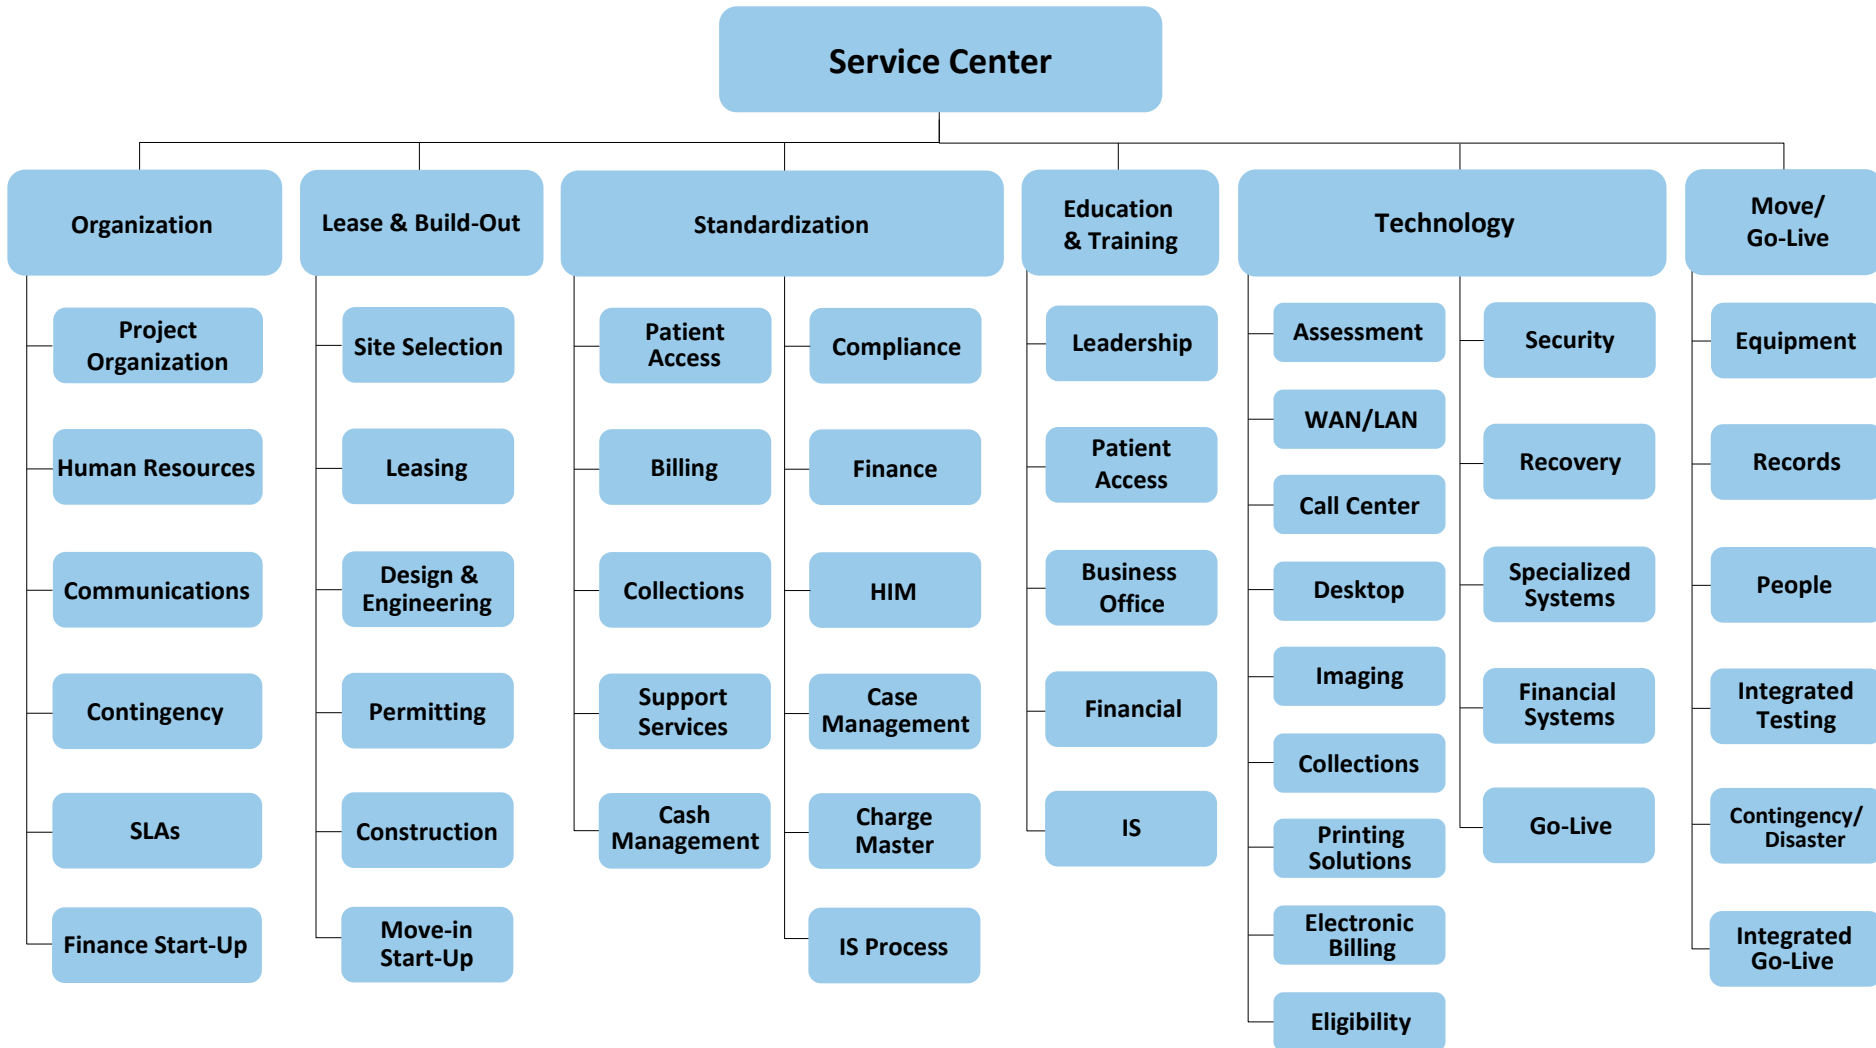 Service Center
Organization
Lease & Build-Out
Standardization
Education
& Training
Technology
Move/
Go-Live
Project
Organization
Human Resources
Communications
Contingency
SLAs
Finance Start-Up
Site Selection
Leasing
Design &
Engineering
Permitting
Construction
Move-in
Start-Up
Patient
Access
Billing
Collections
Support
Services
Cash
Management
Compliance
Finance
HIM
Case
Management
Charge
Master
IS Process
Leadership
Patient
Access
Business
Office
Financial
IS
Assessment
WAN/LAN
Call Center
Desktop
Imaging
Collections
Printing
Solutions
Electronic
Billing
Eligibility
Security
Recovery
Specialized
Systems
Financial
Systems
Go-Live
Equipment
Records
People
Integrated
Testing
Contingency/
Disaster
Integrated
Go-Live